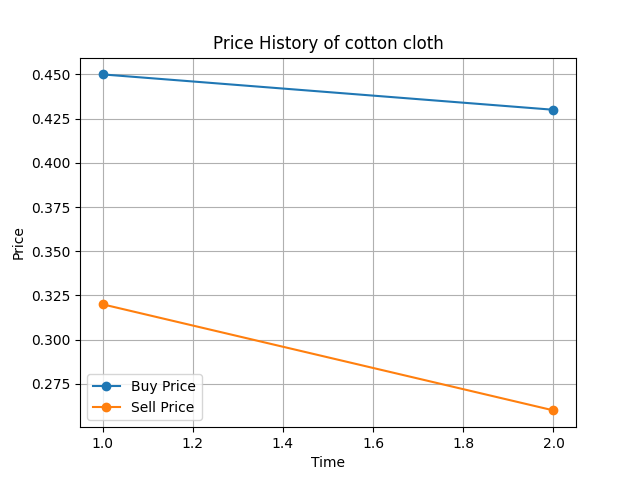 Price History of cotton cloth
Price
0.450
0.425
0.400
0.375
0.350
0.325
0.300
0.275
Buy Price
Sell Price
1.0 1.2 1.4 1.6 1.8 2.0
Time